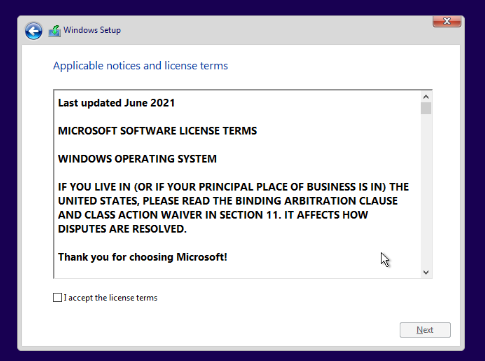 Windows Setup
Applicable notices and license terms
Last updated June 2021
MICROSOFT SOFTWARE LICENSE TERMS
WINDOWS OPERATING SYSTEM
IF YOU LIVE IN (OR IF YOUR PRINCIPAL PLACE OF BUSINESS IS IN) THE
UNITED STATES, PLEASE READ THE BINDING ARBITRATION CLAUSE
AND CLASS ACTION WAIVER IN SECTION 11. IT AFFECTS HOW
DISPUTES ARE RESOLVED.
Thank you for choosing Microsoft!
I accept the license terms
Next